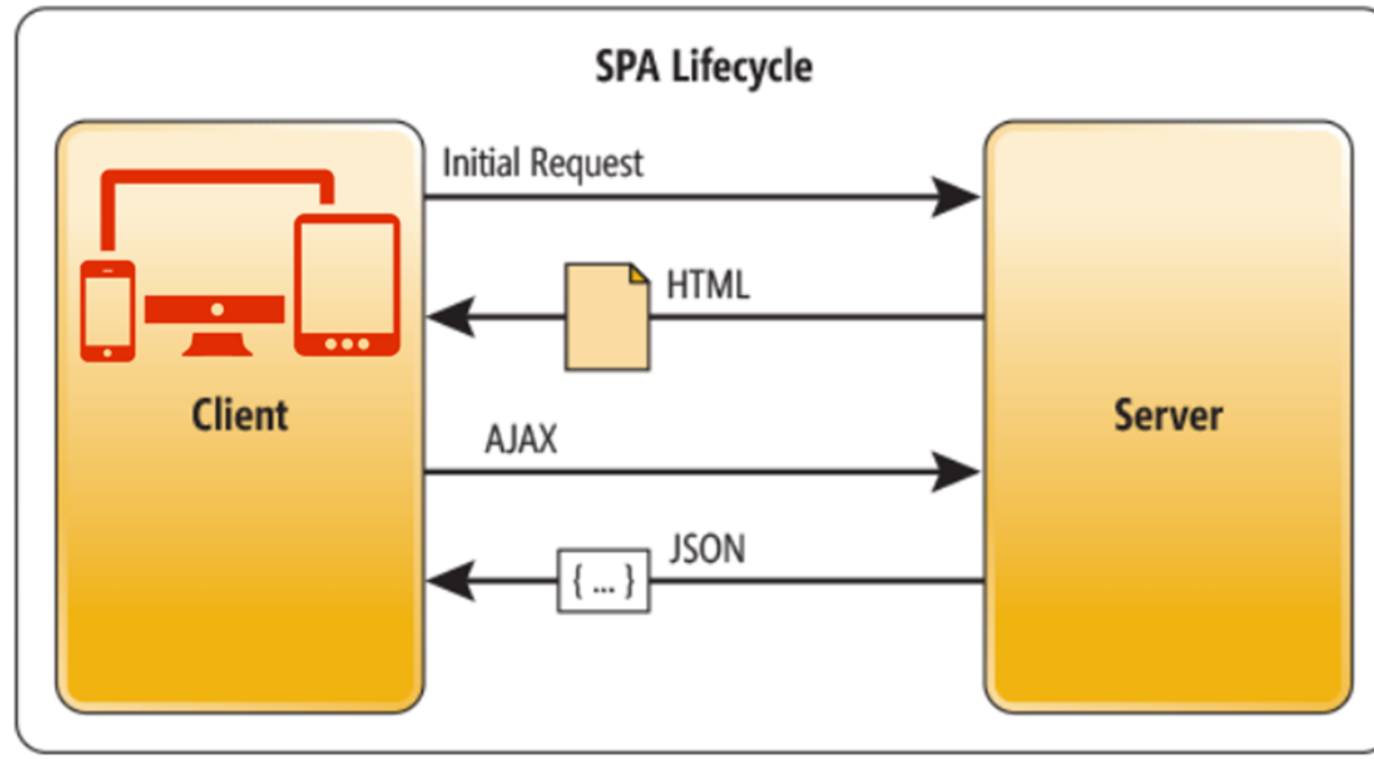 SPA Lifecycle
Initial Request
HTML
Client
Server
AJAX
JSON
{ ... }